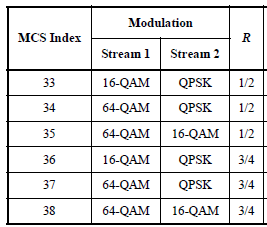 MCS Index Modulation R
Stream 1 Stream 2
33 16-QAM QPSK 1/2
34 64-QAM QPSK 1/2
35 64-QAM 16-QAM 1/2
36 16-QAM QPSK 3/4
37 64-QAM QPSK 3/4
38 64-QAM 16-QAM 3/4